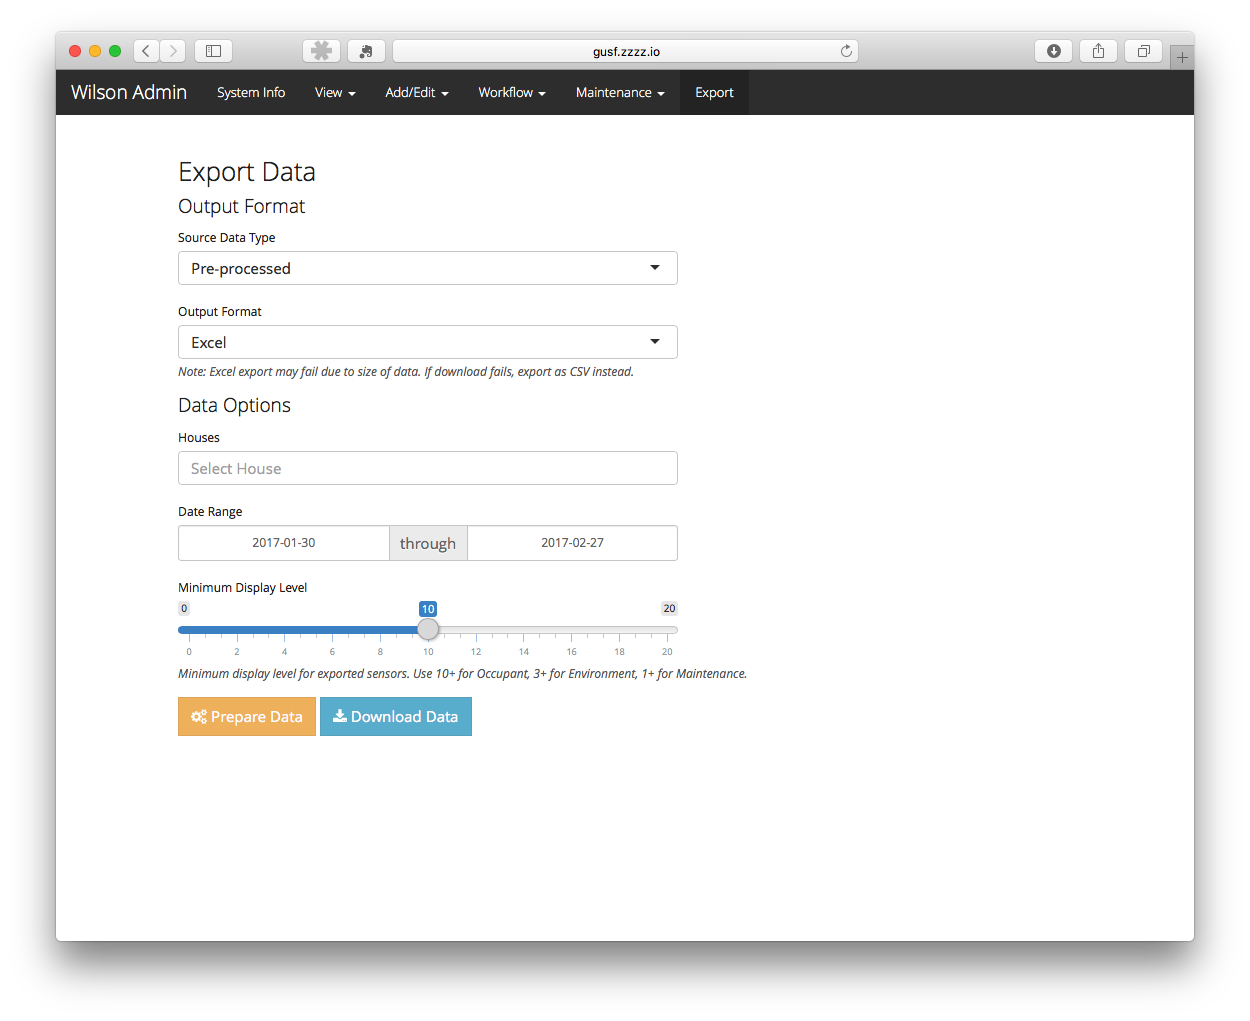 gusf.zzzz.io
Wilson Admin System Info View Add/Edit Workflow Maintenance Export
Export Data
Output Format
Source Data Type
Pre-processed
Output Format
Excel
Note: Excel export may fail due to size of data. If download fails, export as CSV instead.
Data Options
Houses
Select House
Date Range
2017-01-30 through 2017-02-27
Minimum Display Level
0 10 20
0 2 4 6 8 10 12 14 16 18 20
Minimum display level for exported sensors. Use 10+ for Occupant, 3+ for Environment, 1+ for Maintenance.
Prepare Data Download Data